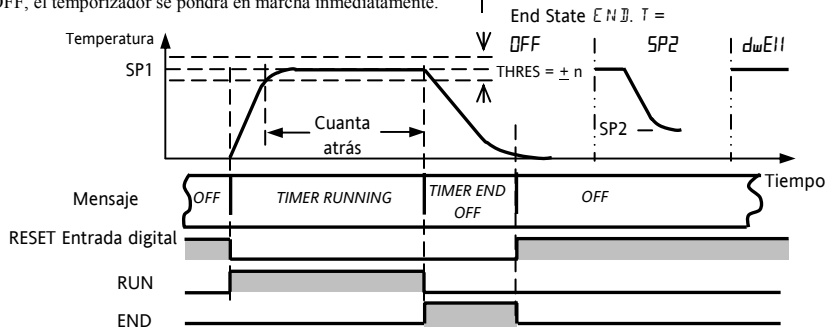 OFF, el temporizador se pondrá en marcha inmediatamente.
End State END. T =
OFF SP2 dwEll
Temperatura
SP1
THRES = ± n
Cuanta
atrás
SP2
Tiempo
Mensaje OFF TIMER RUNNING TIMER END OFF OFF
RESET Entrada digital
RUN
END